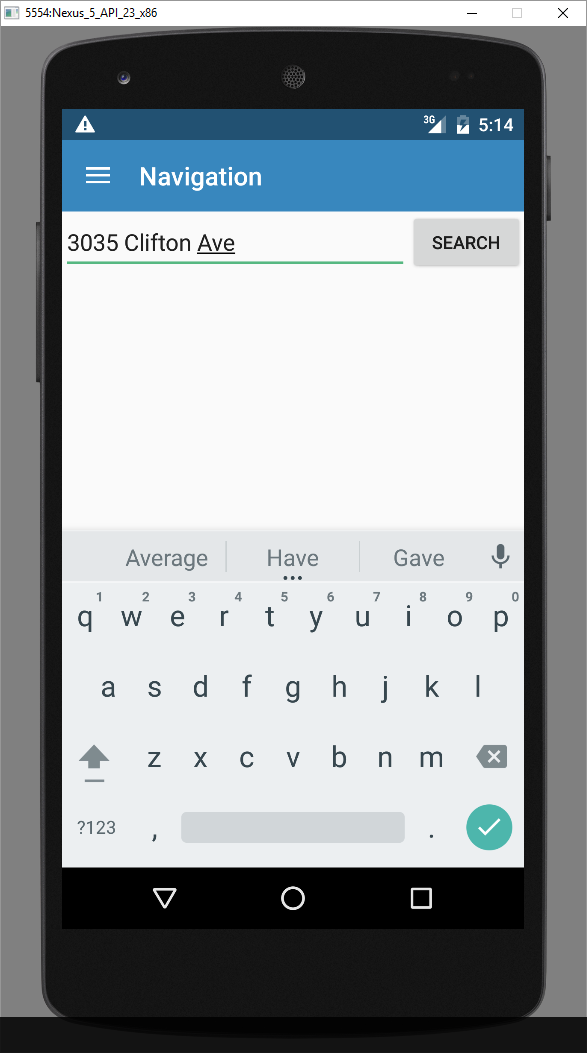 5554:Nexus_5_API_23_x86
3G 5:14
Navigation
3035 Clifton Ave SEARCH
Average Have Gave
1 2 3 4 5 6 7 8 9 0
q w e r t y u i o p
a s d f g h j k l
z x c v b n m
?123 , .